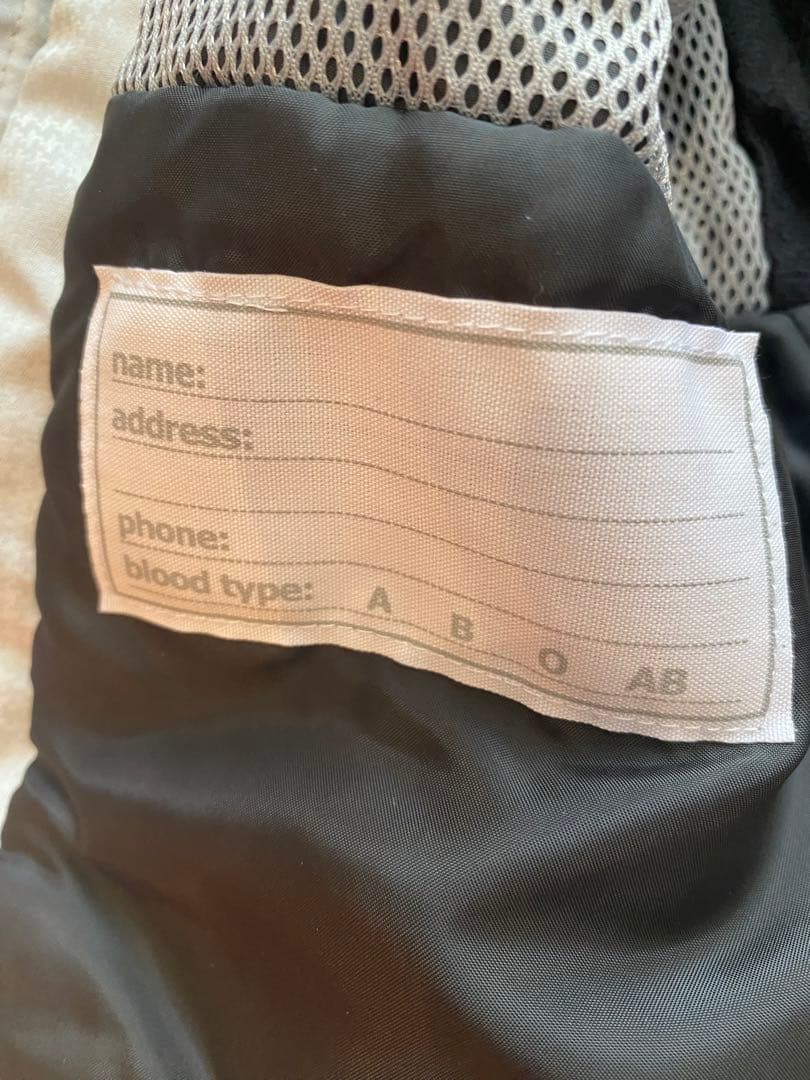 name:
address:
phone:
blood type: A B O AB